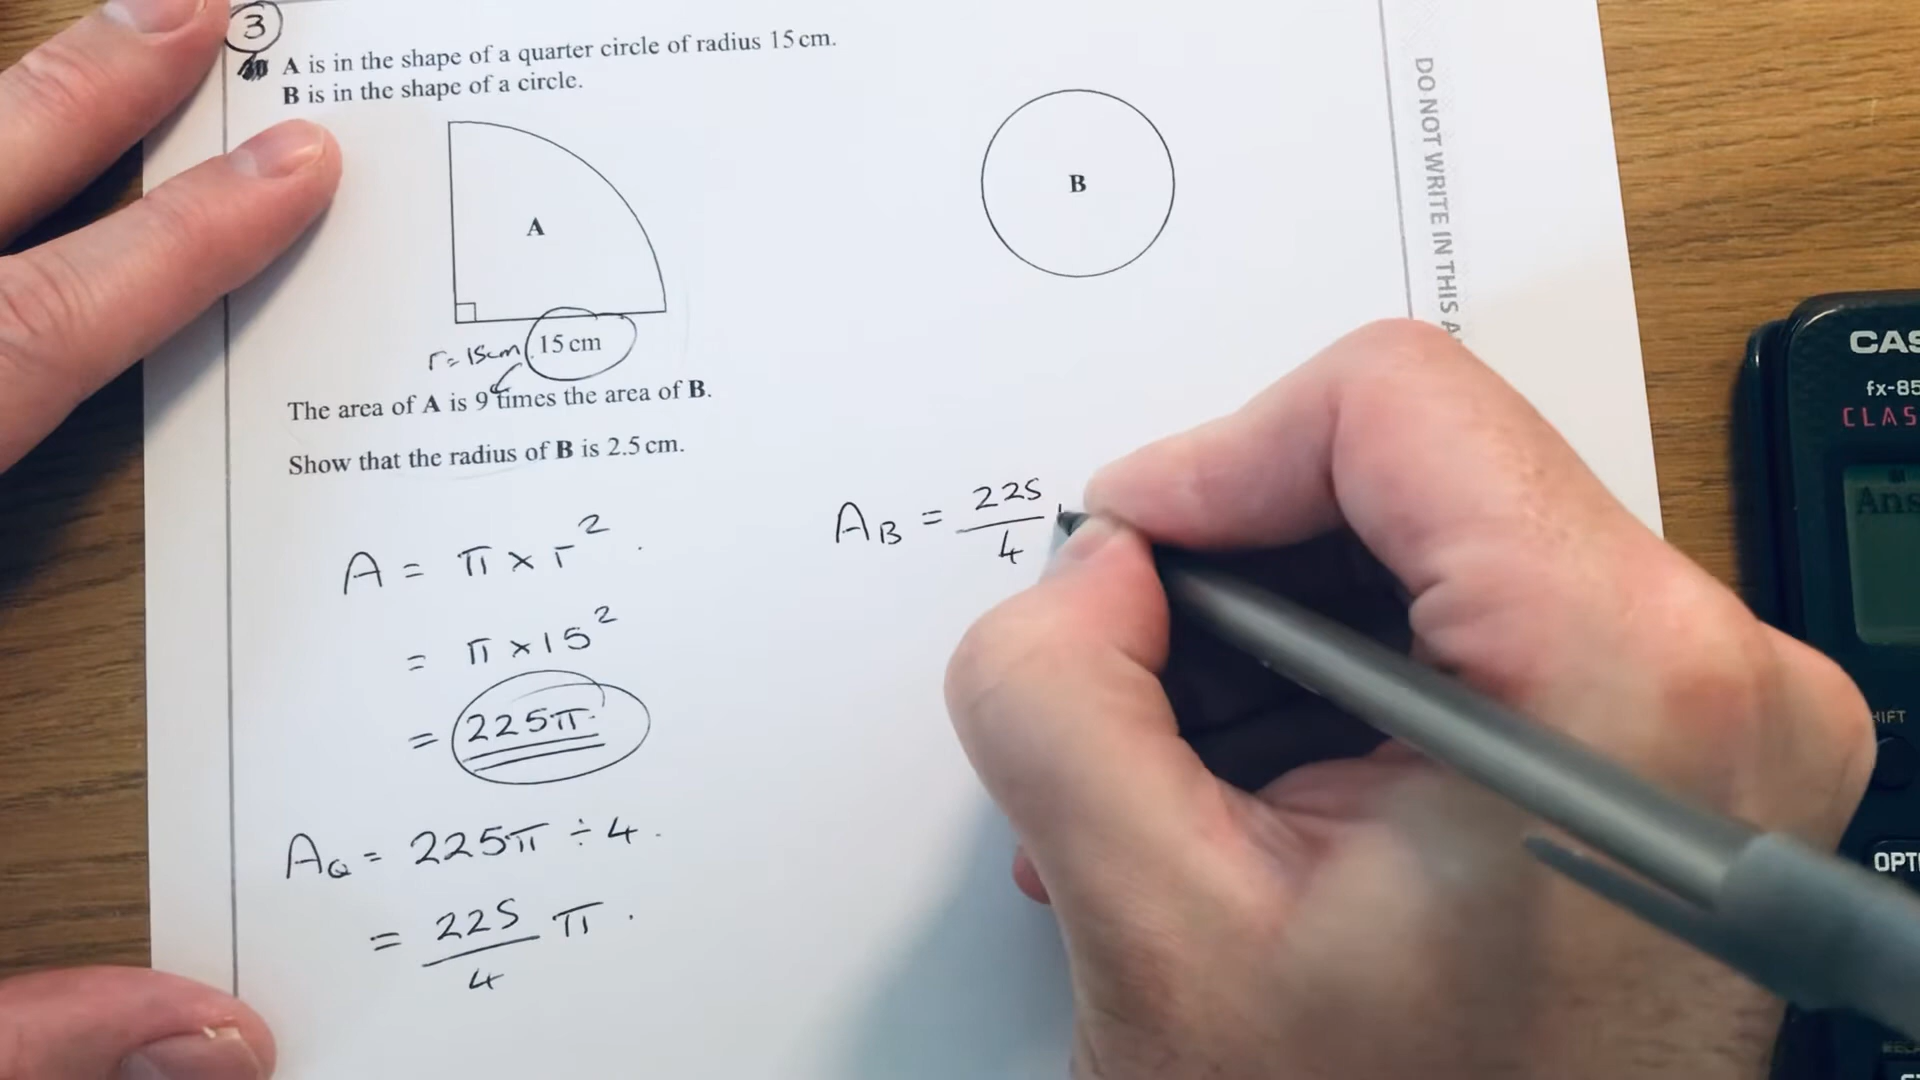 3
A is in the shape of a quarter circle of radius 15 cm.
B is in the shape of a circle.
A
B
15 cm
r = 15cm
The area of A is 9 times the area of B.
Show that the radius of B is 2.5 cm.
A = π × r²
= π × 15²
= 225π
A_Q = 225π ÷ 4
= 225/4 π
A_B = 225/4
DO NOT WRITE IN THIS A
CAS
fx-85
CLAS
Ans
HIFT
OPT